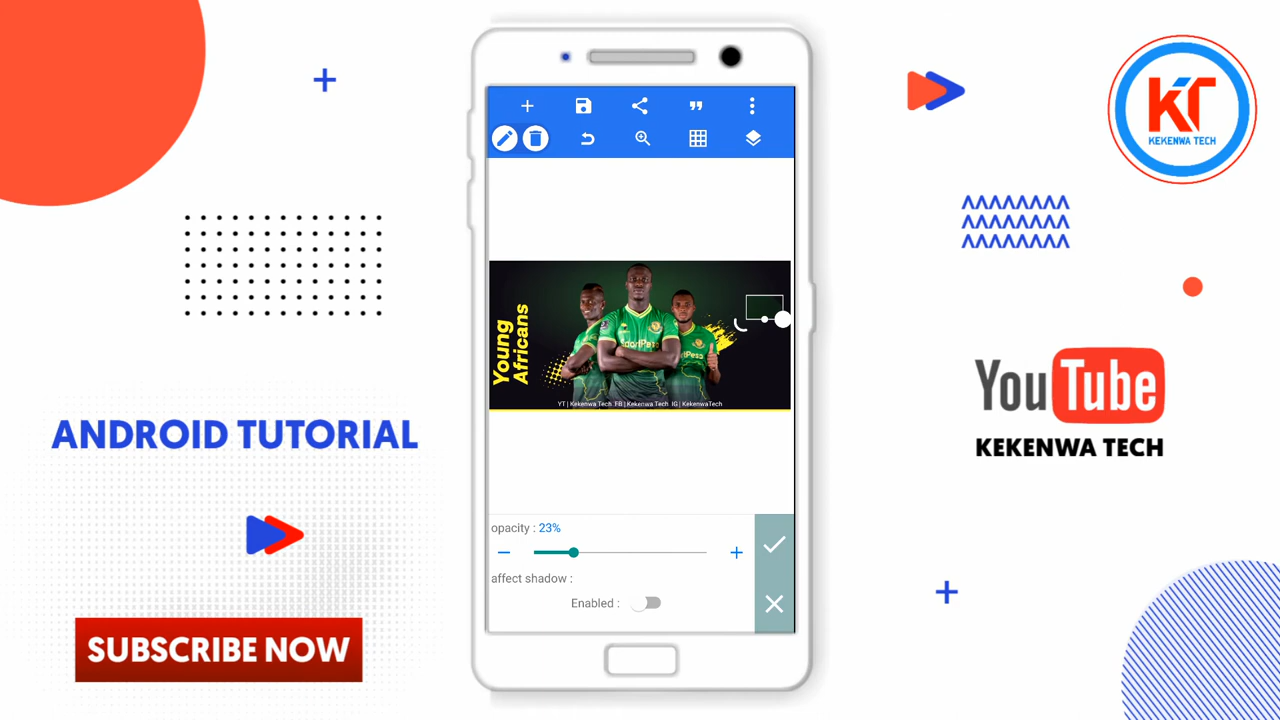 KT
KEKENWA TECH
Young
Africans
SportPesa
YT | Kekenwa Tech FB | Kekenwa Tech IG | KekenwaTech
ANDROID TUTORIAL
YouTube
KEKENWA TECH
opacity : 23%
affect shadow :
Enabled :
SUBSCRIBE NOW